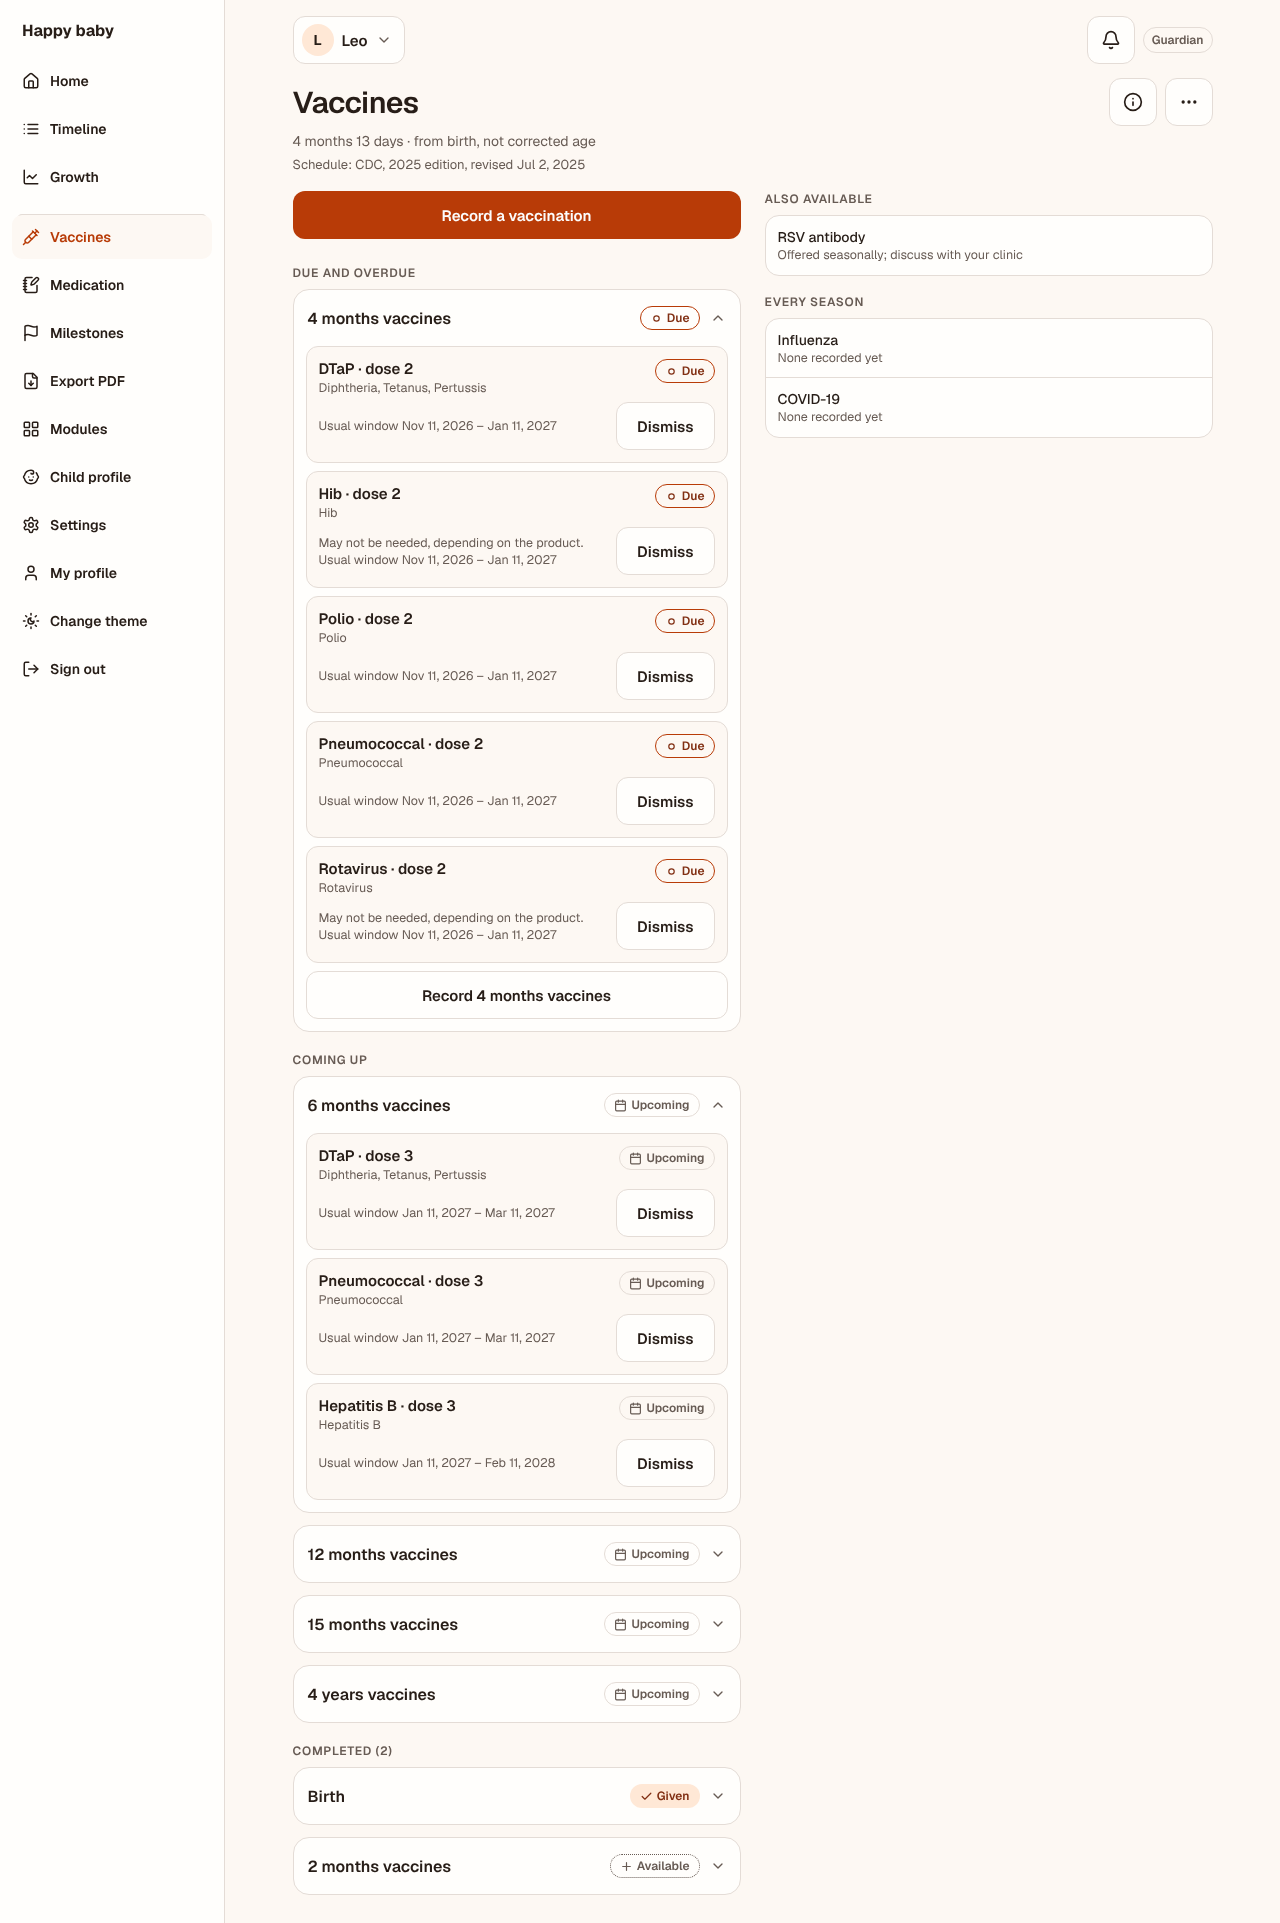 Happy baby
Home
Timeline
Growth
Vaccines
Medication
Milestones
Export PDF
Modules
Child profile
Settings
My profile
Change theme
Sign out
L Leo
Guardian
Vaccines
4 months 13 days · from birth, not corrected age
Schedule: CDC, 2025 edition, revised Jul 2, 2025
Record a vaccination
DUE AND OVERDUE
4 months vaccines Due
DTaP · dose 2 Due
Diphtheria, Tetanus, Pertussis
Usual window Nov 11, 2026 – Jan 11, 2027 Dismiss
Hib · dose 2 Due
Hib
May not be needed, depending on the product.
Usual window Nov 11, 2026 – Jan 11, 2027 Dismiss
Polio · dose 2 Due
Polio
Usual window Nov 11, 2026 – Jan 11, 2027 Dismiss
Pneumococcal · dose 2 Due
Pneumococcal
Usual window Nov 11, 2026 – Jan 11, 2027 Dismiss
Rotavirus · dose 2 Due
Rotavirus
May not be needed, depending on the product.
Usual window Nov 11, 2026 – Jan 11, 2027 Dismiss
Record 4 months vaccines
COMING UP
6 months vaccines Upcoming
DTaP · dose 3 Upcoming
Diphtheria, Tetanus, Pertussis
Usual window Jan 11, 2027 – Mar 11, 2027 Dismiss
Pneumococcal · dose 3 Upcoming
Pneumococcal
Usual window Jan 11, 2027 – Mar 11, 2027 Dismiss
Hepatitis B · dose 3 Upcoming
Hepatitis B
Usual window Jan 11, 2027 – Feb 11, 2028 Dismiss
12 months vaccines Upcoming
15 months vaccines Upcoming
4 years vaccines Upcoming
COMPLETED (2)
Birth Given
2 months vaccines Available
ALSO AVAILABLE
RSV antibody
Offered seasonally; discuss with your clinic
EVERY SEASON
Influenza
None recorded yet
COVID-19
None recorded yet